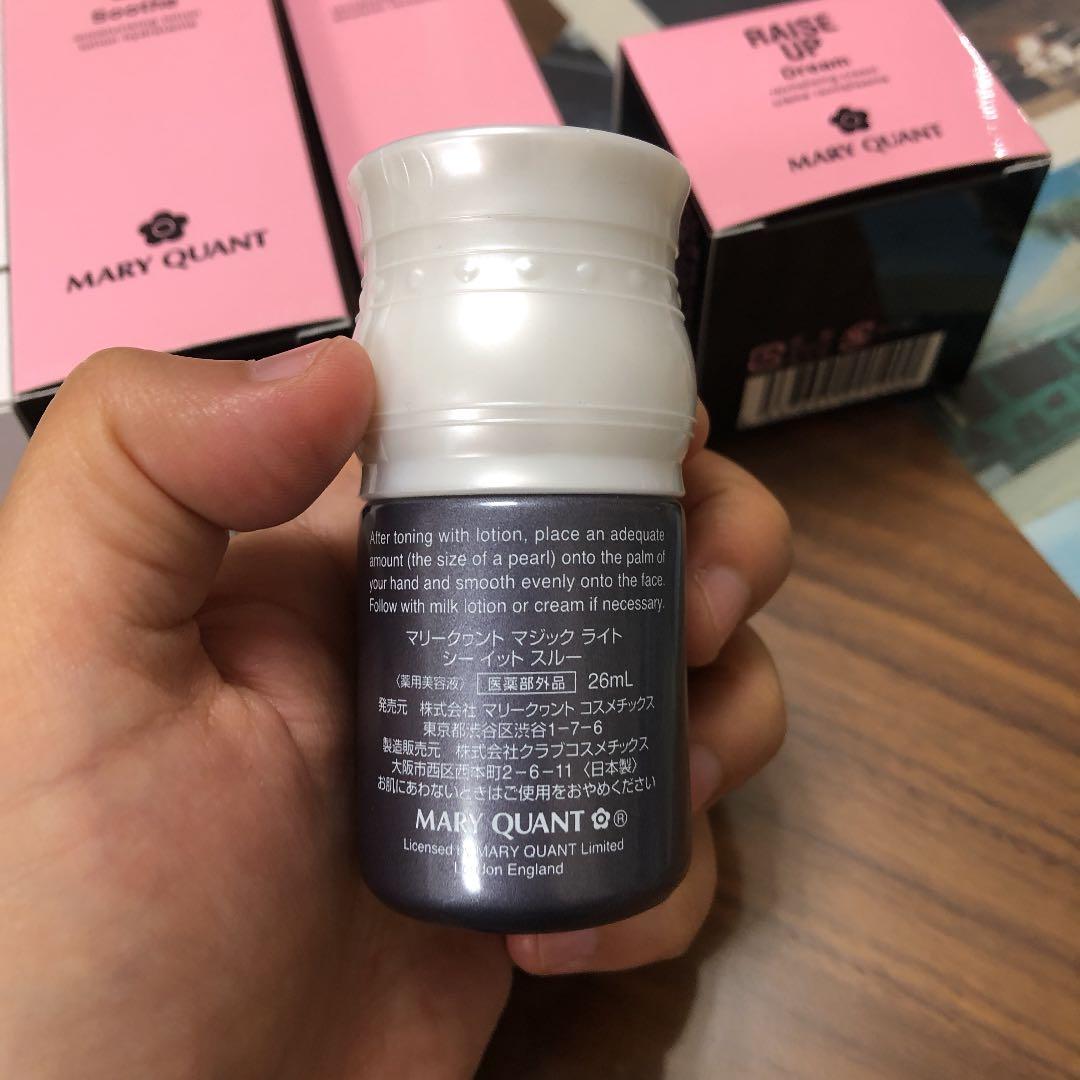 Soothe
moisturizing lotion
lotion hydratante
MARY QUANT
RAISE
UP
Cream
revitalizing cream
crème revitalisante
MARY QUANT
After toning with lotion, place an adequate
amount (the size of a pearl) onto the palm of
your hand and smooth evenly onto the face.
Follow with milk lotion or cream if necessary.
マリークヮント マジック ライト
シー イット スルー
〈薬用美容液〉 医薬部外品 26mL
発売元 株式会社 マリークヮント コスメチックス
東京都渋谷区渋谷1-7-6
製造販売元 株式会社クラブコスメチックス
大阪市西区西本町2-6-11〈日本製〉
お肌にあわないときはご使用をおやめください
MARY QUANT ®
Licensed by MARY QUANT Limited
London England